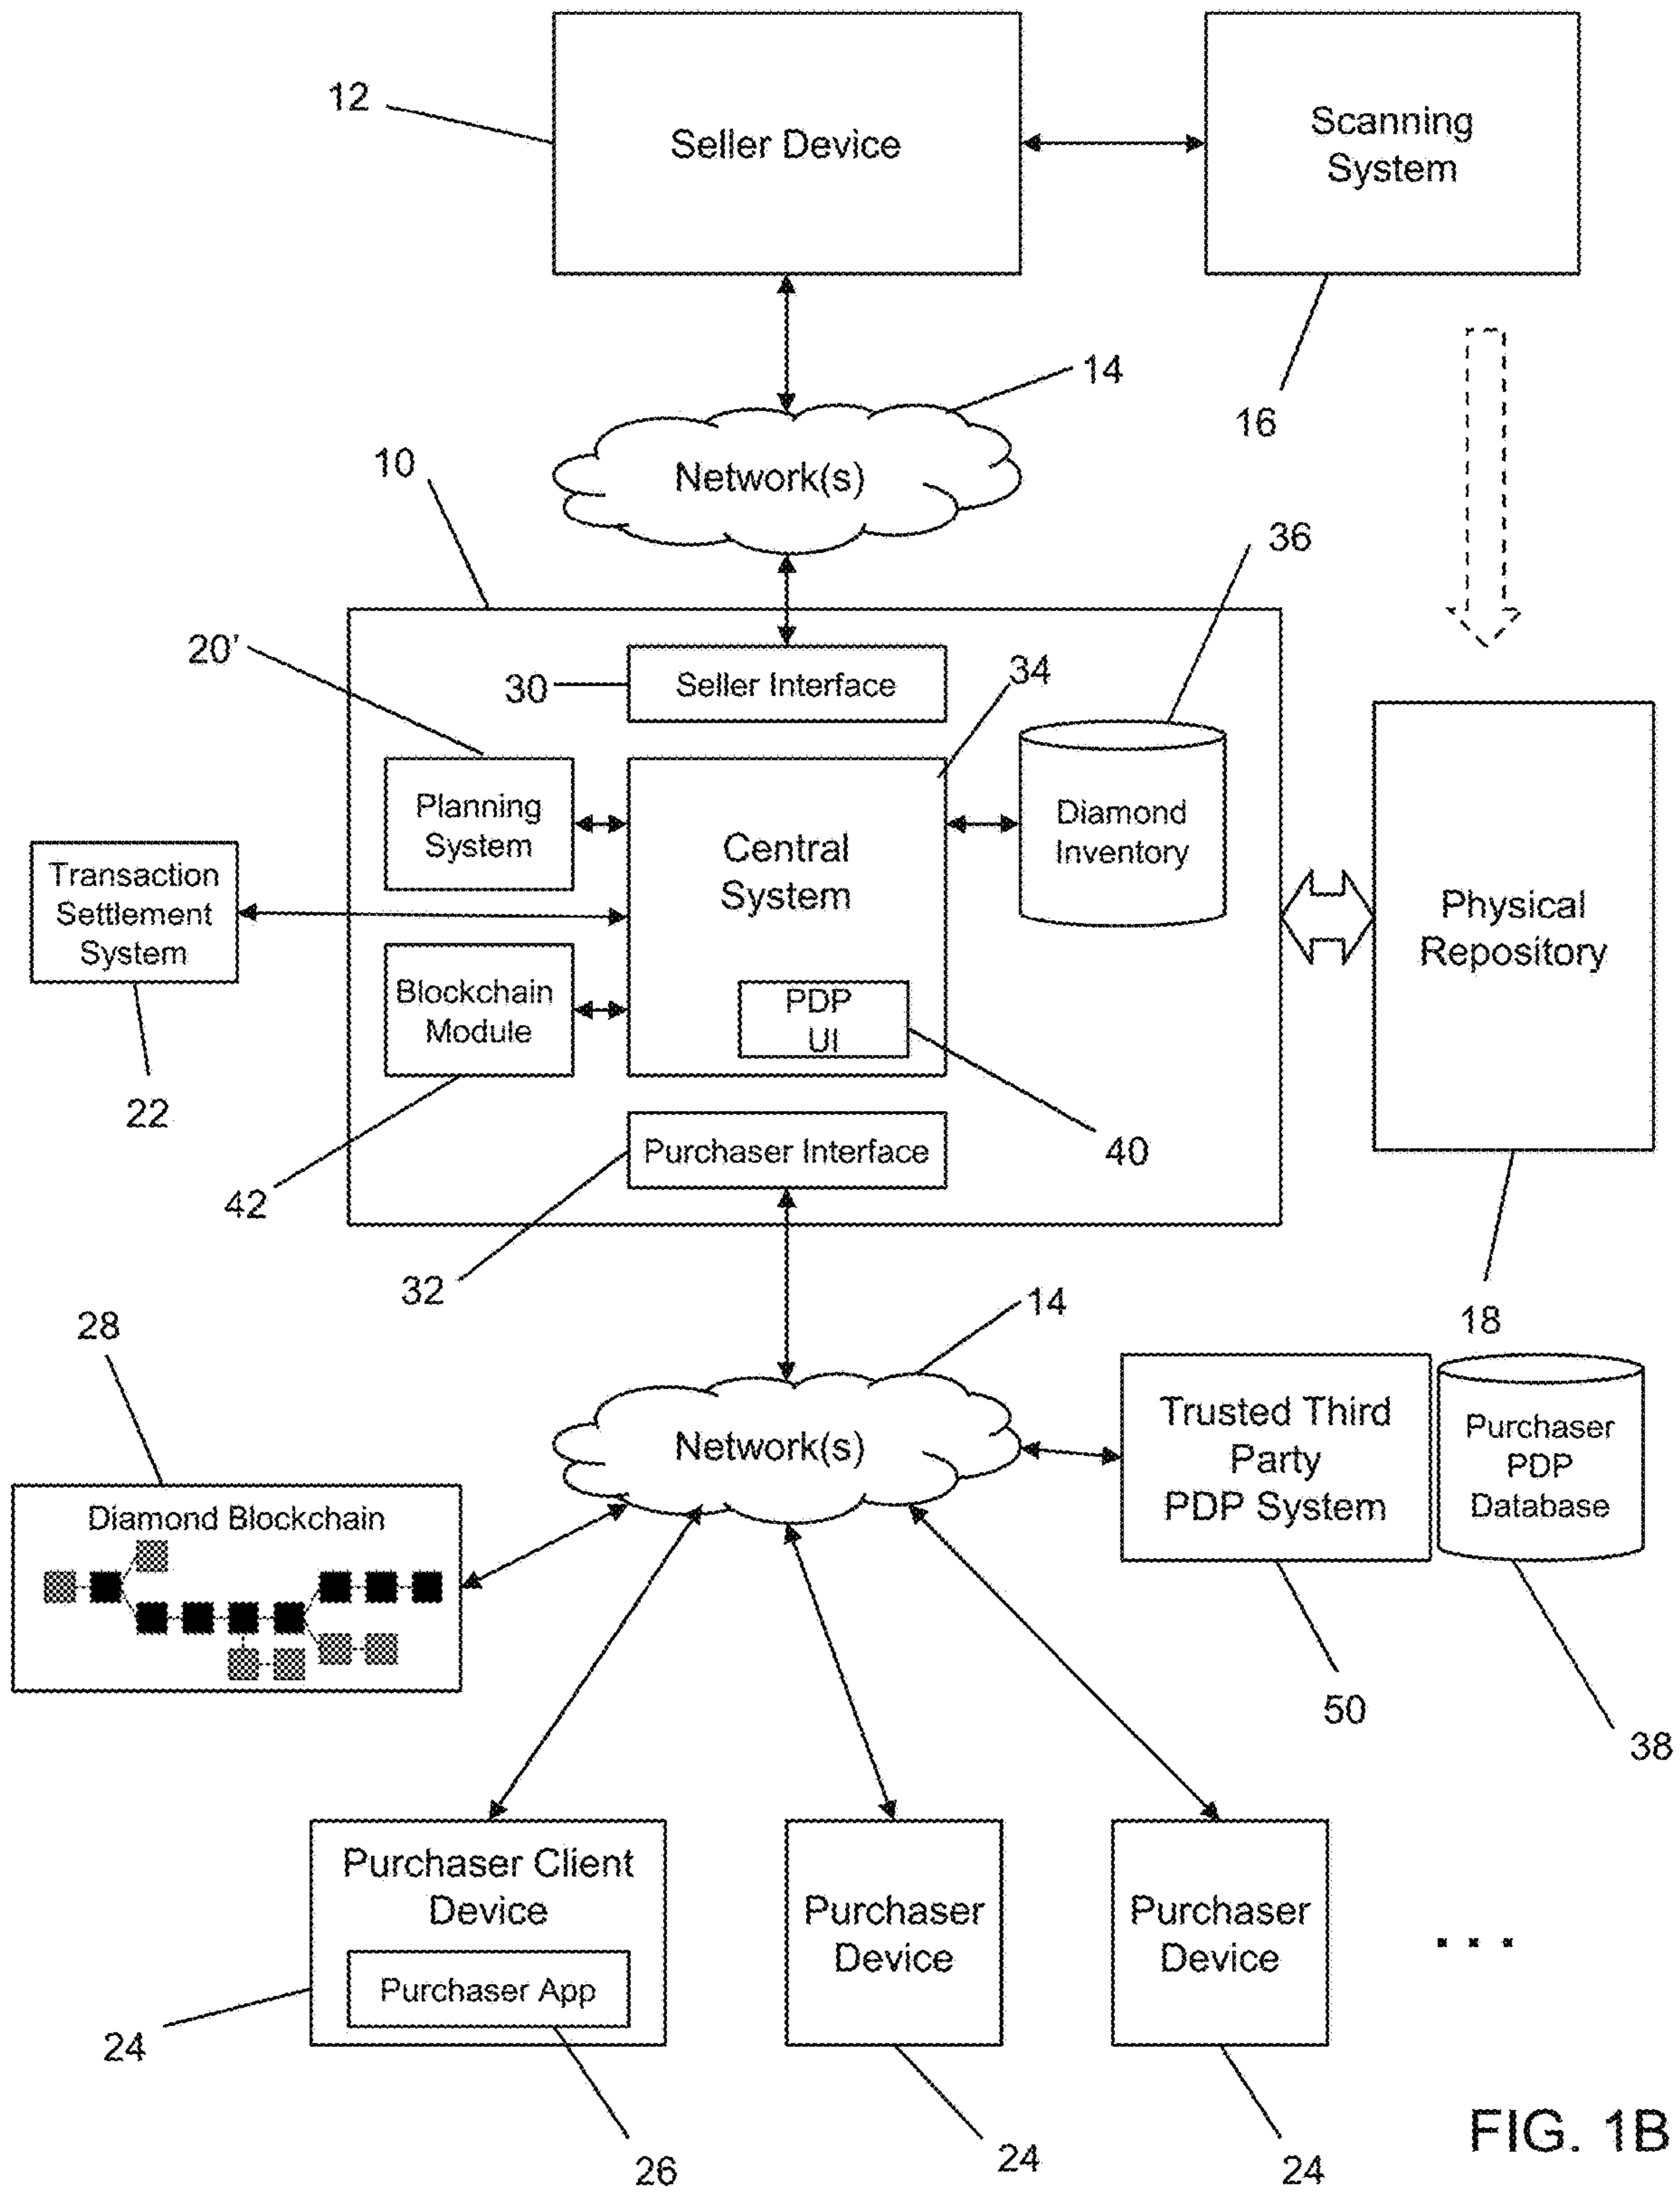 12
Seller Device
Scanning
System
14
16
10
Network(s)
36
20’
30
Seller Interface
34
Planning
System
Central
System
Diamond
Inventory
Transaction
Settlement
System
Physical
Repository
Blockchain
Module
PDP
UI
22
42
Purchaser Interface
40
32
18
28
14
Network(s)
Trusted Third
Party
PDP System
Purchaser
PDP
Database
Diamond Blockchain
50
38
Purchaser Client
Device
Purchaser App
Purchaser
Device
Purchaser
Device
. . .
24
26
24
24
FIG. 1B